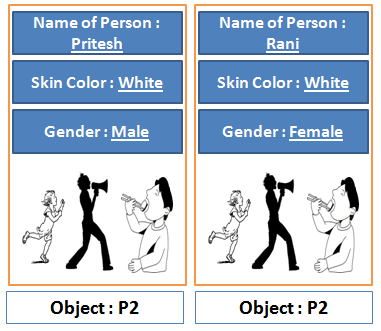 Name of Person :
Pritesh
Skin Color : White
Gender : Male
Object : P2
Name of Person :
Rani
Skin Color : White
Gender : Female
Object : P2